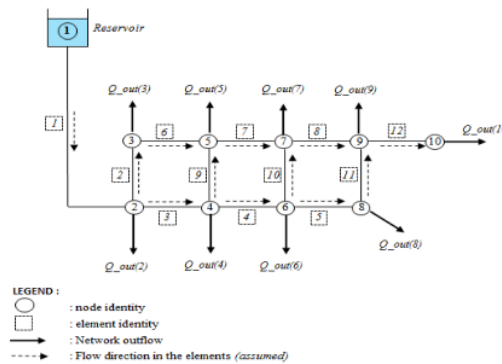 1 Reservoir
Q_out(3) Q_out(5) Q_out(7) Q_out(9)
1
6 7 8 12
3 5 7 9 10 Q_out(1
2 9 10 11
2 4 6 8
3 4 5
Q_out(8)
Q_out(2) Q_out(4) Q_out(6)
LEGEND :
: node identity
: element identity
: Network outflow
: Flow direction in the elements (assumed)